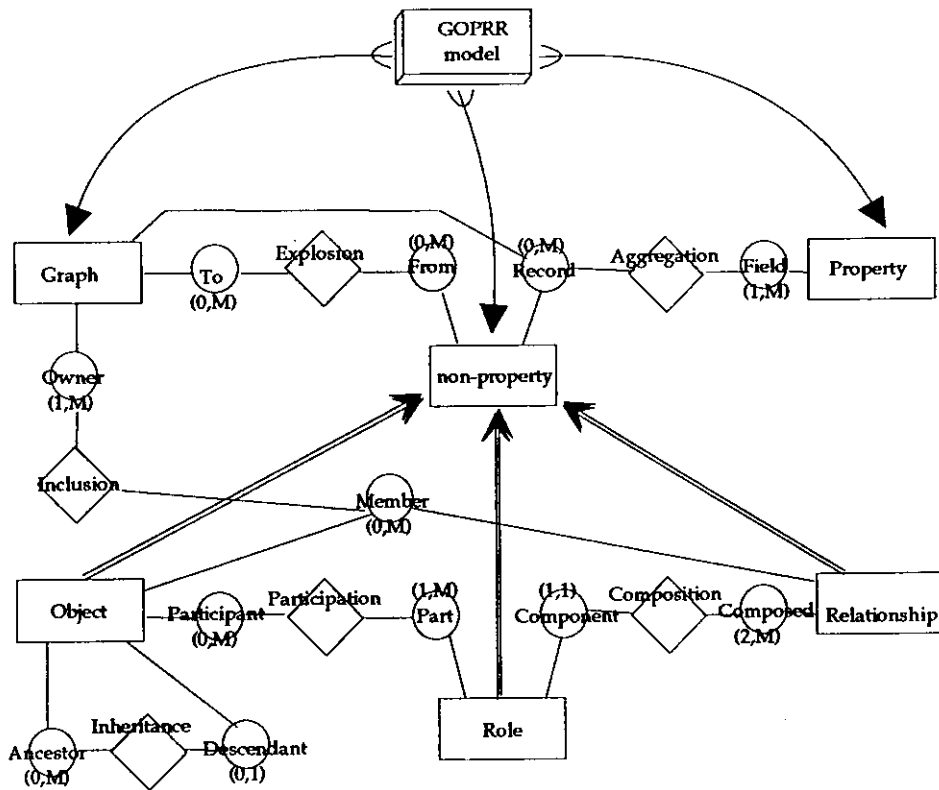 GOPRR
model
Graph
To
(0,M)
Explosion
(0,M)
From
(0,M)
Record
Aggregation
Field
(1,M)
Property
Owner
(1,M)
non-property
Inclusion
Member
(0,M)
Object
Participant
(0,M)
Participation
(1,M)
Part
(1,1)
Component
Composition
Composed
(2,M)
Relationship
Role
Inheritance
Ancestor
(0,M)
Descendant
(0,1)